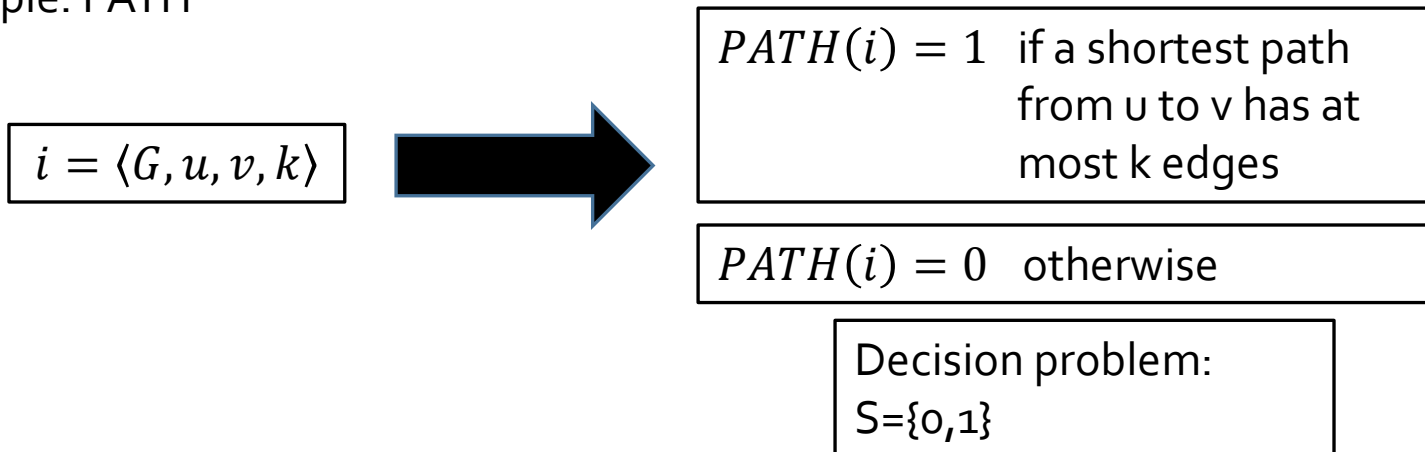 ple: PATH
i = ⟨G, u, v, k⟩
PATH(i) = 1 if a shortest path
from u to v has at
most k edges
PATH(i) = 0 otherwise
Decision problem:
S={0,1}